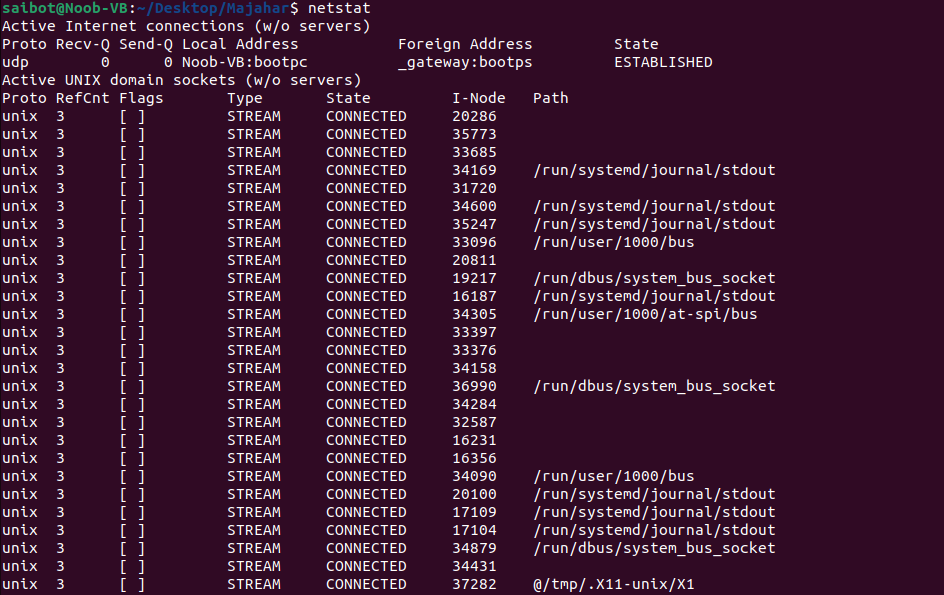 saibot@Noob-VB:~/Desktop/Majahar$ netstat
Active Internet connections (w/o servers)
Proto Recv-Q Send-Q Local Address           Foreign Address         State
udp        0      0 Noob-VB:bootpc          _gateway:bootps         ESTABLISHED
Active UNIX domain sockets (w/o servers)
Proto RefCnt Flags       Type       State         I-Node   Path
unix  3      [ ]         STREAM     CONNECTED     20286
unix  3      [ ]         STREAM     CONNECTED     35773
unix  3      [ ]         STREAM     CONNECTED     33685
unix  3      [ ]         STREAM     CONNECTED     34169    /run/systemd/journal/stdout
unix  3      [ ]         STREAM     CONNECTED     31720
unix  3      [ ]         STREAM     CONNECTED     34600    /run/systemd/journal/stdout
unix  3      [ ]         STREAM     CONNECTED     35247    /run/systemd/journal/stdout
unix  3      [ ]         STREAM     CONNECTED     33096    /run/user/1000/bus
unix  3      [ ]         STREAM     CONNECTED     20811
unix  3      [ ]         STREAM     CONNECTED     19217    /run/dbus/system_bus_socket
unix  3      [ ]         STREAM     CONNECTED     16187    /run/systemd/journal/stdout
unix  3      [ ]         STREAM     CONNECTED     34305    /run/user/1000/at-spi/bus
unix  3      [ ]         STREAM     CONNECTED     33397
unix  3      [ ]         STREAM     CONNECTED     33376
unix  3      [ ]         STREAM     CONNECTED     34158
unix  3      [ ]         STREAM     CONNECTED     36990    /run/dbus/system_bus_socket
unix  3      [ ]         STREAM     CONNECTED     34284
unix  3      [ ]         STREAM     CONNECTED     32587
unix  3      [ ]         STREAM     CONNECTED     16231
unix  3      [ ]         STREAM     CONNECTED     16356
unix  3      [ ]         STREAM     CONNECTED     34090    /run/user/1000/bus
unix  3      [ ]         STREAM     CONNECTED     20100    /run/systemd/journal/stdout
unix  3      [ ]         STREAM     CONNECTED     17109    /run/systemd/journal/stdout
unix  3      [ ]         STREAM     CONNECTED     17104    /run/systemd/journal/stdout
unix  3      [ ]         STREAM     CONNECTED     34879    /run/dbus/system_bus_socket
unix  3      [ ]         STREAM     CONNECTED     34431
unix  3      [ ]         STREAM     CONNECTED     37282    @/tmp/.X11-unix/X1